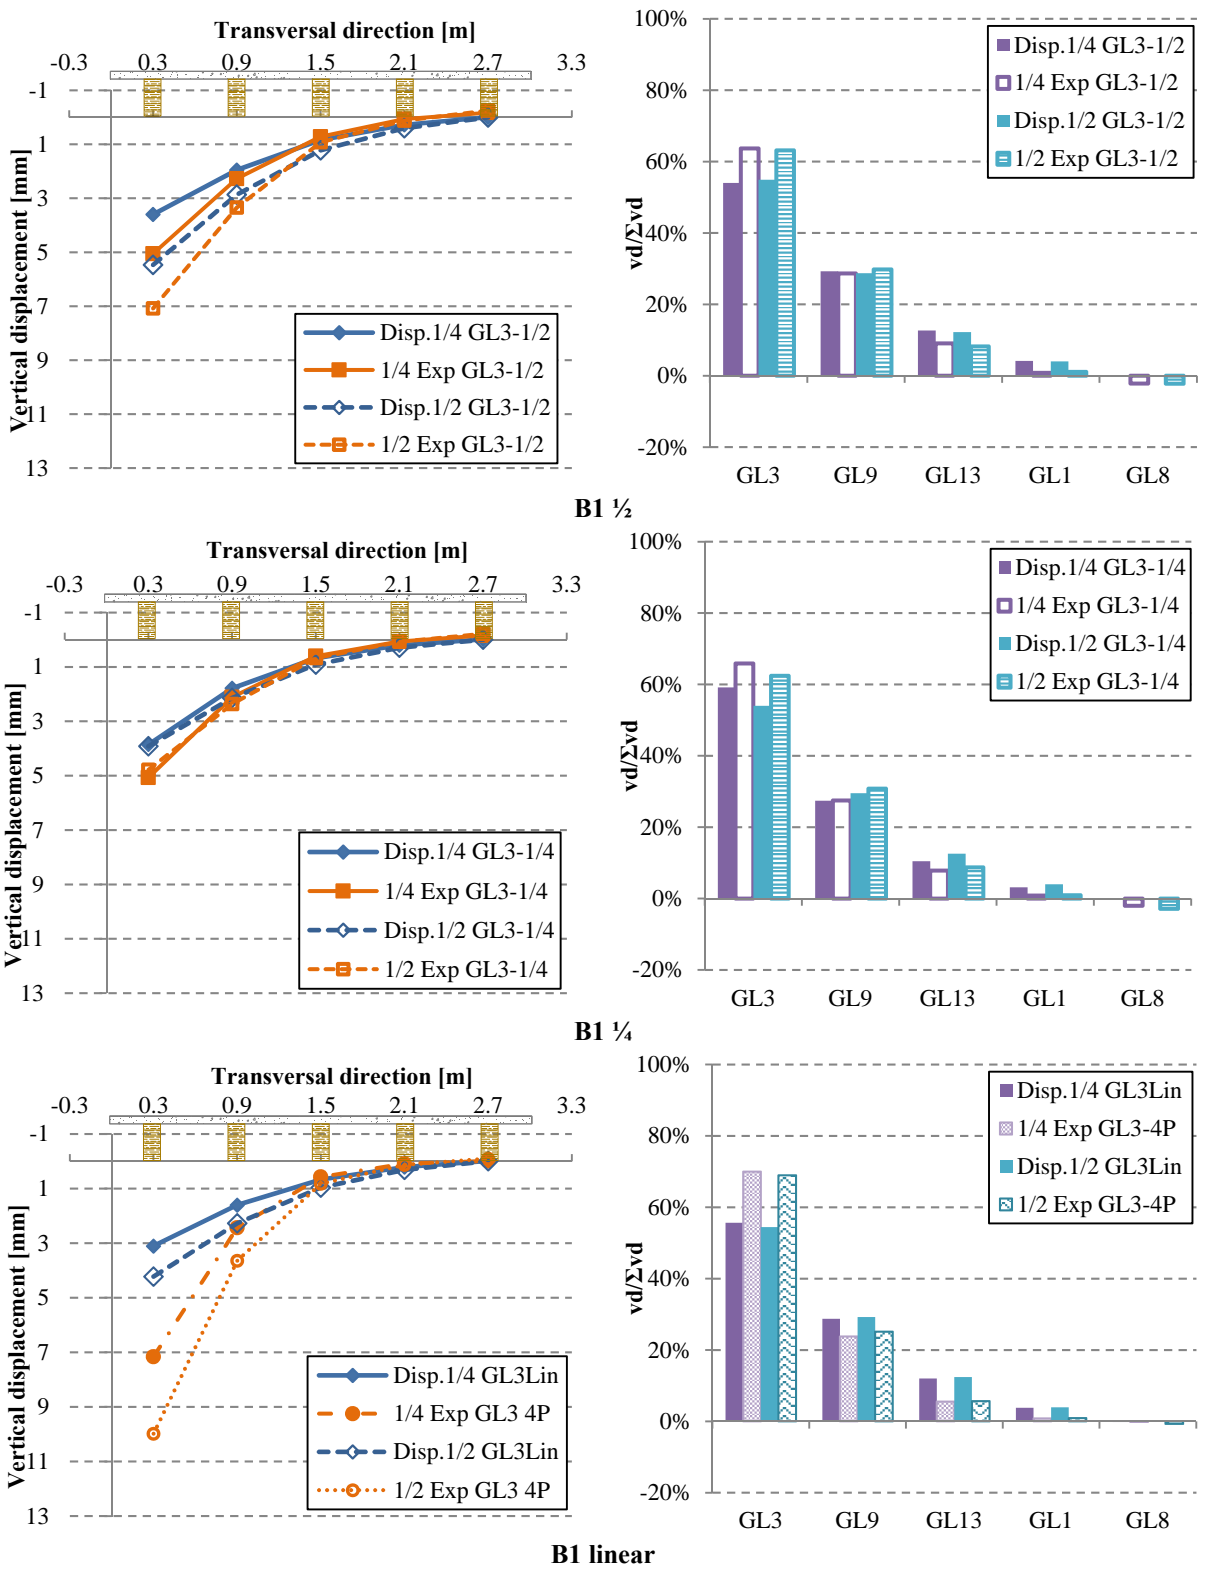 Transversal direction [m]
-0.3 0.3 0.9 1.5 2.1 2.7 3.3
Vertical displacement [mm]
-1
1
3
5
7
9
11
13
Disp.1/4 GL3-1/2
1/4 Exp GL3-1/2
Disp.1/2 GL3-1/2
1/2 Exp GL3-1/2
vd/Σvd
100%
80%
60%
40%
20%
0%
-20%
Disp.1/4 GL3-1/2
1/4 Exp GL3-1/2
Disp.1/2 GL3-1/2
1/2 Exp GL3-1/2
GL3 GL9 GL13 GL1 GL8
B1 ½
Transversal direction [m]
-0.3 0.3 0.9 1.5 2.1 2.7 3.3
Vertical displacement [mm]
-1
1
3
5
7
9
11
13
Disp.1/4 GL3-1/4
1/4 Exp GL3-1/4
Disp.1/2 GL3-1/4
1/2 Exp GL3-1/4
vd/Σvd
100%
80%
60%
40%
20%
0%
-20%
Disp.1/4 GL3-1/4
1/4 Exp GL3-1/4
Disp.1/2 GL3-1/4
1/2 Exp GL3-1/4
GL3 GL9 GL13 GL1 GL8
B1 ¼
Transversal direction [m]
-0.3 0.3 0.9 1.5 2.1 2.7 3.3
Vertical displacement [mm]
-1
1
3
5
7
9
11
13
Disp.1/4 GL3Lin
1/4 Exp GL3 4P
Disp.1/2 GL3Lin
1/2 Exp GL3 4P
vd/Σvd
100%
80%
60%
40%
20%
0%
-20%
Disp.1/4 GL3Lin
1/4 Exp GL3-4P
Disp.1/2 GL3Lin
1/2 Exp GL3-4P
GL3 GL9 GL13 GL1 GL8
B1 linear